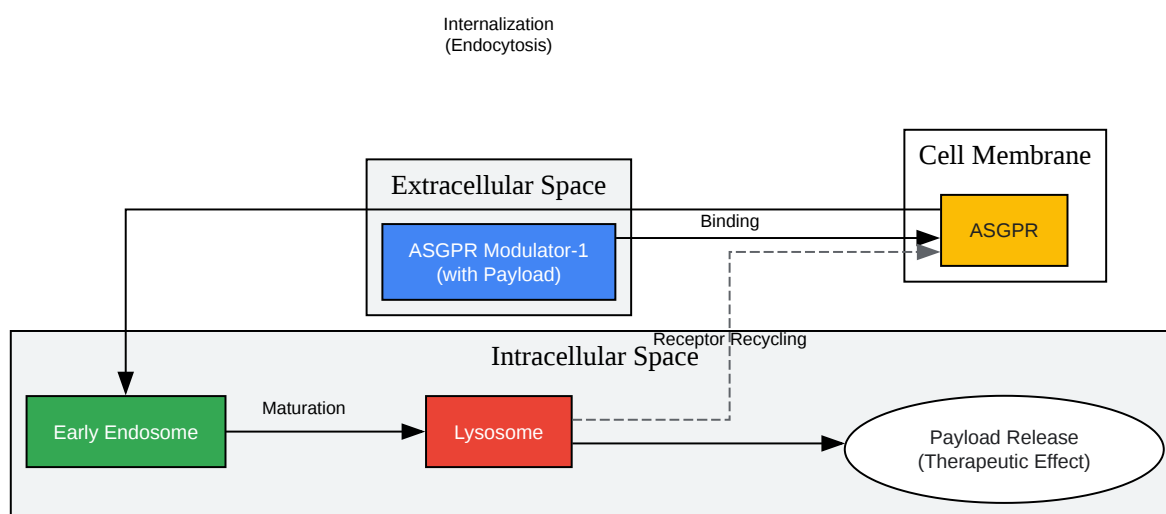 Internalization
(Endocytosis)
Cell Membrane
Extracellular Space
Binding
ASGPR
ASGPR Modulator-1
(with Payload)
Receptor Recycling
Intracellular Space
Maturation
Early Endosome
Lysosome
Payload Release
(Therapeutic Effect)